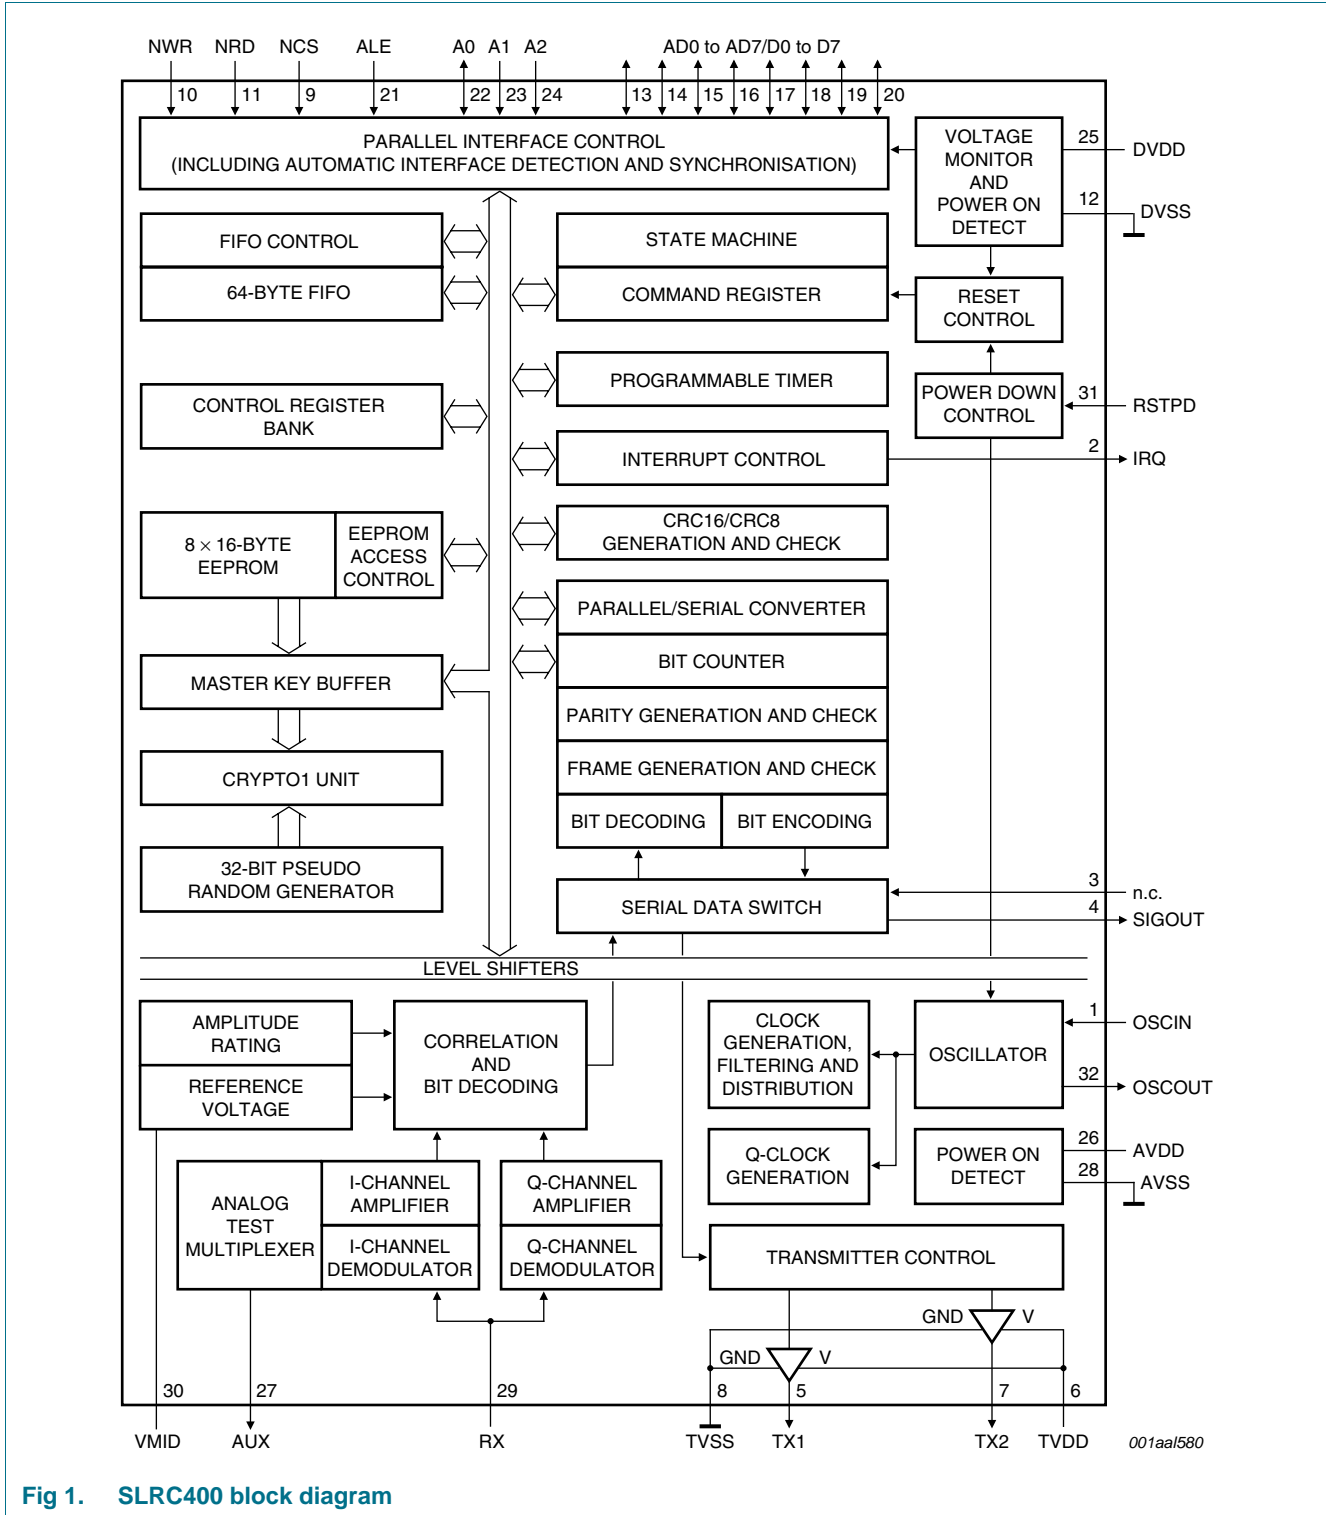 NWR NRD NCS ALE A0 A1 A2 AD0 to AD7/D0 to D7
10 11 9 21 22 23 24 13 14 15 16 17 18 19 20
PARALLEL INTERFACE CONTROL
(INCLUDING AUTOMATIC INTERFACE DETECTION AND SYNCHRONISATION)
VOLTAGE
MONITOR
AND
POWER ON
DETECT
25 DVDD
12 DVSS
FIFO CONTROL
64-BYTE FIFO
STATE MACHINE
COMMAND REGISTER
RESET
CONTROL
PROGRAMMABLE TIMER
CONTROL REGISTER
BANK
POWER DOWN
CONTROL
31 RSTPD
INTERRUPT CONTROL
2 IRQ
8 × 16-BYTE
EEPROM
EEPROM
ACCESS
CONTROL
CRC16/CRC8
GENERATION AND CHECK
PARALLEL/SERIAL CONVERTER
BIT COUNTER
MASTER KEY BUFFER
PARITY GENERATION AND CHECK
FRAME GENERATION AND CHECK
CRYPTO1 UNIT
BIT DECODING
BIT ENCODING
32-BIT PSEUDO
RANDOM GENERATOR
SERIAL DATA SWITCH
3 n.c.
4 SIGOUT
LEVEL SHIFTERS
AMPLITUDE
RATING
REFERENCE
VOLTAGE
CORRELATION
AND
BIT DECODING
CLOCK
GENERATION,
FILTERING AND
DISTRIBUTION
OSCILLATOR
1 OSCIN
32 OSCOUT
Q-CLOCK
GENERATION
POWER ON
DETECT
26 AVDD
28 AVSS
ANALOG
TEST
MULTIPLEXER
I-CHANNEL
AMPLIFIER
I-CHANNEL
DEMODULATOR
Q-CHANNEL
AMPLIFIER
Q-CHANNEL
DEMODULATOR
TRANSMITTER CONTROL
GND V
GND V
30 27 29 8 5 7 6
VMID AUX RX TVSS TX1 TX2 TVDD
001aal580
Fig 1. SLRC400 block diagram